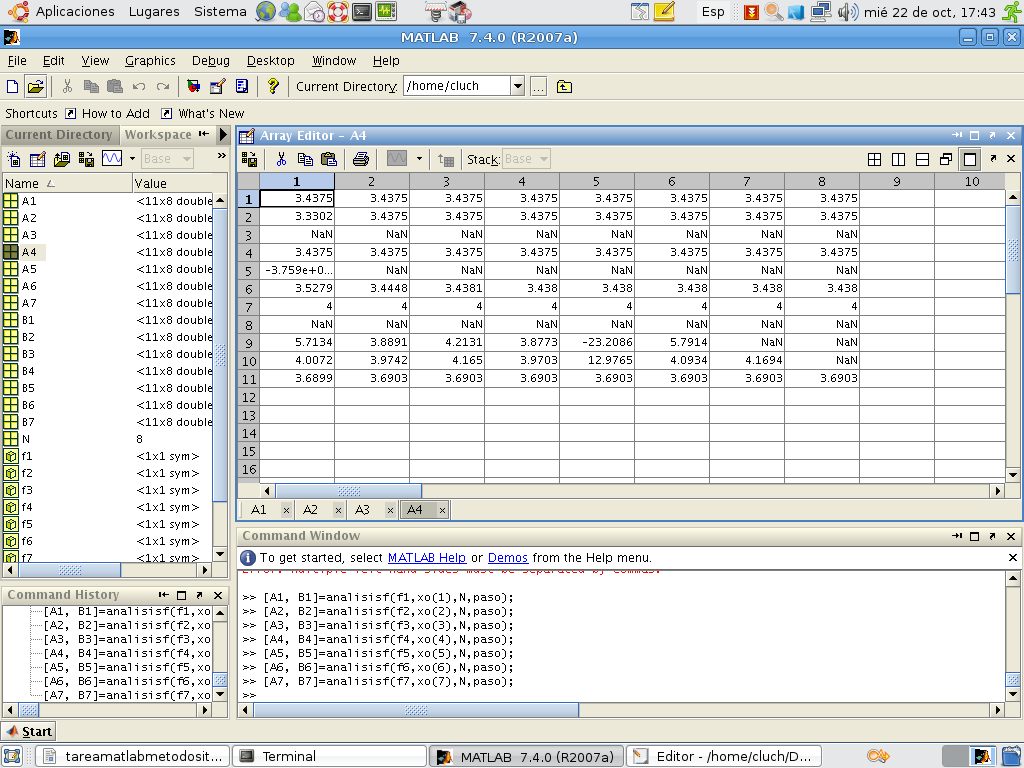 Aplicaciones Lugares Sistema Esp mié 22 de oct, 17:43
MATLAB 7.4.0 (R2007a)
File Edit View Graphics Debug Desktop Window Help
Current Directory: /home/cluch ...
Shortcuts How to Add What's New
Current Directory Workspace
Base »
Name Value
A1 <11x8 double
A2 <11x8 double
A3 <11x8 double
A4 <11x8 double
A5 <11x8 double
A6 <11x8 double
A7 <11x8 double
B1 <11x8 double
B2 <11x8 double
B3 <11x8 double
B4 <11x8 double
B5 <11x8 double
B6 <11x8 double
B7 <11x8 double
N 8
f1 <1x1 sym>
f2 <1x1 sym>
f3 <1x1 sym>
f4 <1x1 sym>
f5 <1x1 sym>
f6 <1x1 sym>
f7 <1x1 sym>
Command History
[A1, B1]=analisisf(f1,xo
[A2, B2]=analisisf(f2,xo
[A3, B3]=analisisf(f3,xo
[A4, B4]=analisisf(f4,xo
[A5, B5]=analisisf(f5,xo
[A6, B6]=analisisf(f6,xo
[A7, B7]=analisisf(f7,xo
Array Editor - A4
Stack: Base
1 2 3 4 5 6 7 8 9 10
1 3.4375 3.4375 3.4375 3.4375 3.4375 3.4375 3.4375 3.4375
2 3.3302 3.4375 3.4375 3.4375 3.4375 3.4375 3.4375 3.4375
3 NaN NaN NaN NaN NaN NaN NaN NaN
4 3.4375 3.4375 3.4375 3.4375 3.4375 3.4375 3.4375 3.4375
5 -3.759e+0... NaN NaN NaN NaN NaN NaN NaN
6 3.5279 3.4448 3.4381 3.438 3.438 3.438 3.438 3.438
7 4 4 4 4 4 4 4 4
8 NaN NaN NaN NaN NaN NaN NaN NaN
9 5.7134 3.8891 4.2131 3.8773 -23.2086 5.7914 NaN NaN
10 4.0072 3.9742 4.165 3.9703 12.9765 4.0934 4.1694 NaN
11 3.6899 3.6903 3.6903 3.6903 3.6903 3.6903 3.6903 3.6903
12
13
14
15
16
A1 A2 A3 A4
Command Window
To get started, select MATLAB Help or Demos from the Help menu.
Error: Multiple left-hand sides must be separated by commas.
>> [A1, B1]=analisisf(f1,xo(1),N,paso);
>> [A2, B2]=analisisf(f2,xo(2),N,paso);
>> [A3, B3]=analisisf(f3,xo(3),N,paso);
>> [A4, B4]=analisisf(f4,xo(4),N,paso);
>> [A5, B5]=analisisf(f5,xo(5),N,paso);
>> [A6, B6]=analisisf(f6,xo(6),N,paso);
>> [A7, B7]=analisisf(f7,xo(7),N,paso);
>>
Start
tareamatlabmetodosit... Terminal MATLAB 7.4.0 (R2007a) Editor - /home/cluch/D...